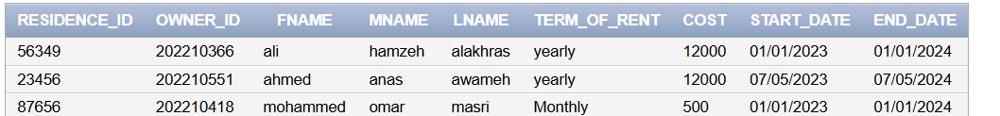 RESIDENCE_ID OWNER_ID FNAME MNAME LNAME TERM_OF_RENT COST START_DATE END_DATE
56349 202210366 ali hamzeh alakhras yearly 12000 01/01/2023 01/01/2024
23456 202210551 ahmed anas awameh yearly 12000 07/05/2023 07/05/2024
87656 202210418 mohammed omar masri Monthly 500 01/01/2023 01/01/2024